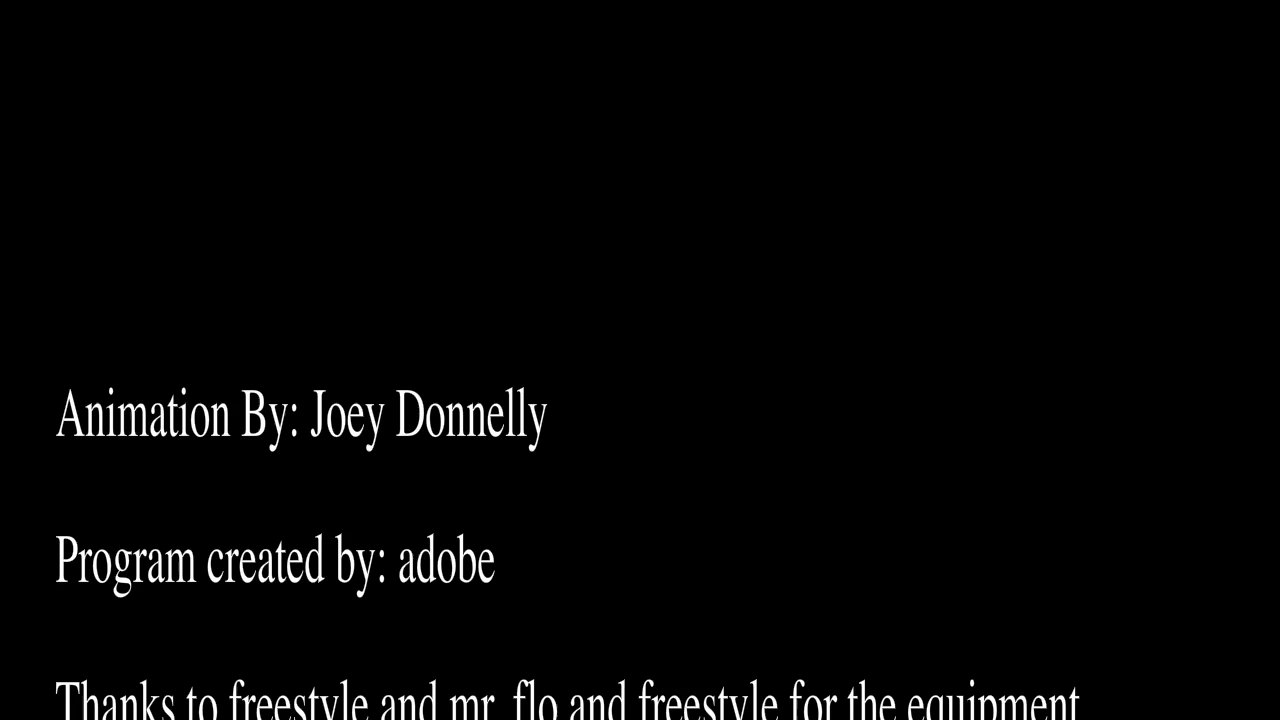 Animation By: Joey Donnelly
Program created by: adobe
Thanks to freestyle and mr. flo and freestyle for the equipment